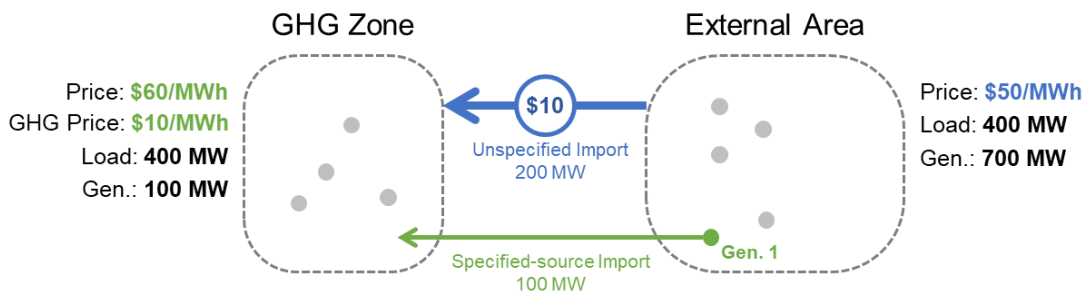 GHG Zone
External Area
Price: $60/MWh
GHG Price: $10/MWh
Load: 400 MW
Gen.: 100 MW
$10
Unspecified Import
200 MW
Price: $50/MWh
Load: 400 MW
Gen.: 700 MW
Gen. 1
Specified-source Import
100 MW